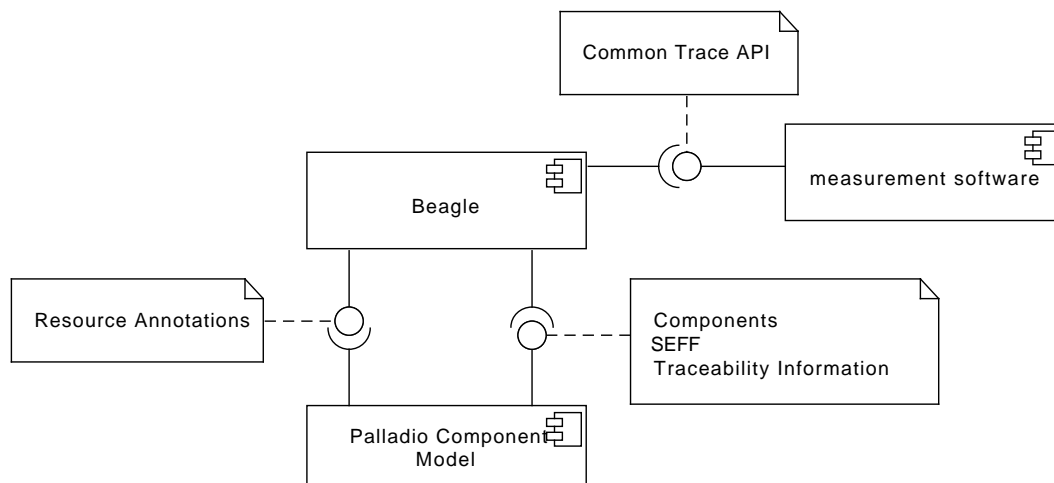 Common Trace API
measurement software
Beagle
Resource Annotations
Components
SEFF
Traceability Information
Palladio Component
Model